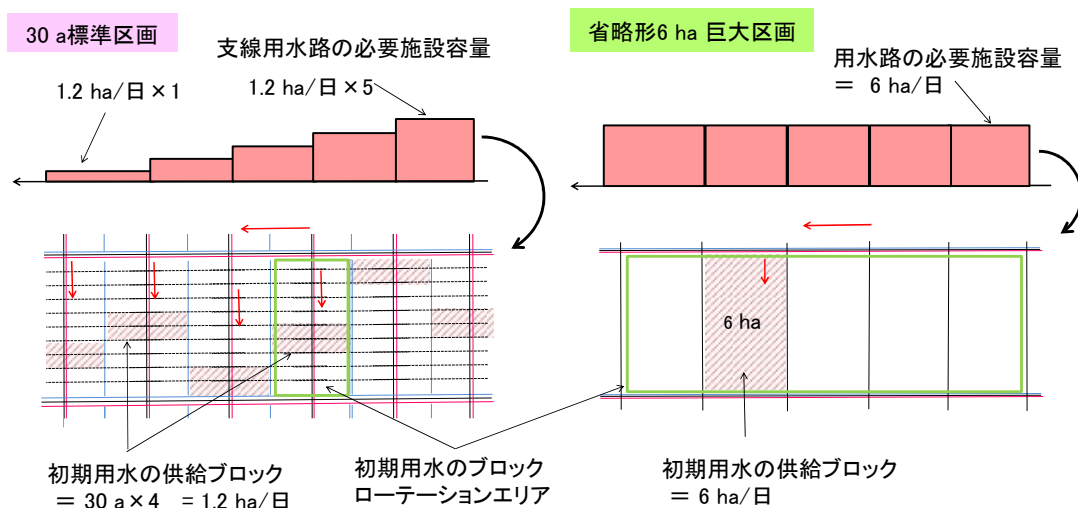 30 a標準区画
支線用水路の必要施設容量
1.2 ha/日×1
1.2 ha/日×5
初期用水の供給ブロック
＝ 30 a×4 ＝1.2 ha/日
初期用水のブロック
ローテーションエリア
省略形6 ha 巨大区画
用水路の必要施設容量
＝ 6 ha/日
6 ha
初期用水の供給ブロック
＝ 6 ha/日